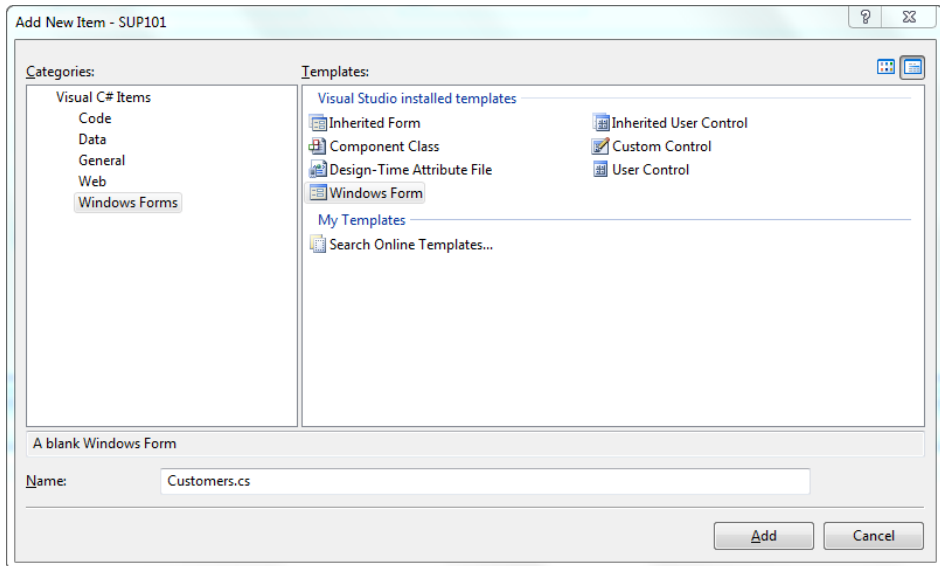 Add New Item - SUP101
Categories:
Templates:
Visual C# Items
Code
Data
General
Web
Windows Forms
Visual Studio installed templates
Inherited Form
Inherited User Control
Component Class
Custom Control
Design-Time Attribute File
User Control
Windows Form
My Templates
Search Online Templates...
A blank Windows Form
Name:
Customers.cs
Add
Cancel